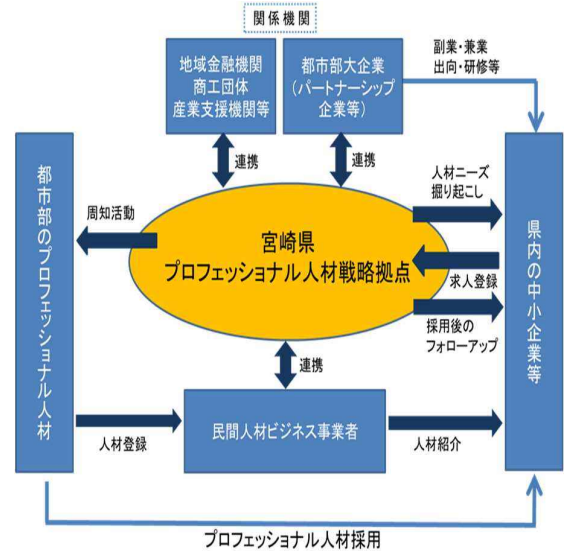 関係機関
地域金融機関
商工団体
産業支援機関等
都市部大企業
(パートナーシップ
企業等)
副業・兼業
出向・研修等
連携
連携
都市部のプロフェッショナル人材
周知活動
宮崎県
プロフェッショナル人材戦略拠点
人材ニーズ
掘り起こし
求人登録
採用後の
フォローアップ
県内の中小企業等
連携
人材登録
民間人材ビジネス事業者
人材紹介
プロフェッショナル人材採用